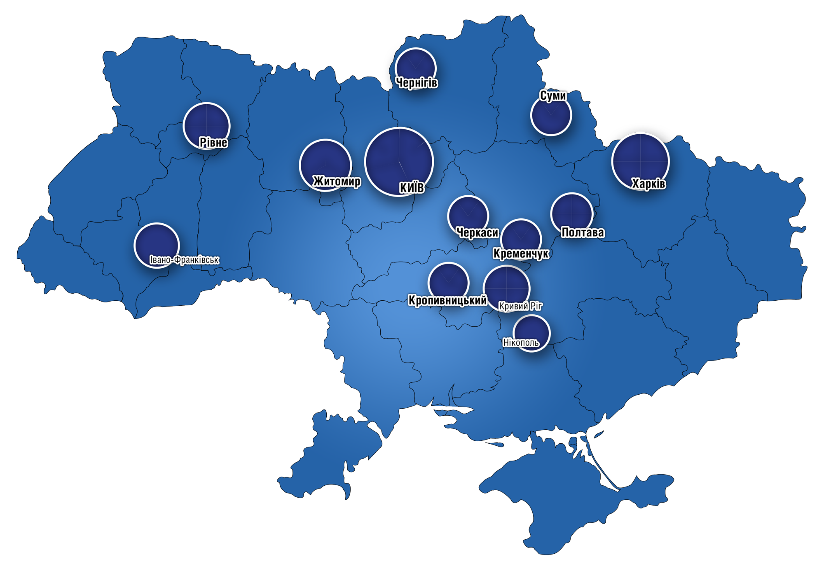 Чернігів
Суми
Рівне
Житомир
КИЇВ
Харків
Черкаси
Полтава
Кременчук
Івано-Франківськ
Кропивницький
Кривий Ріг
Нікополь